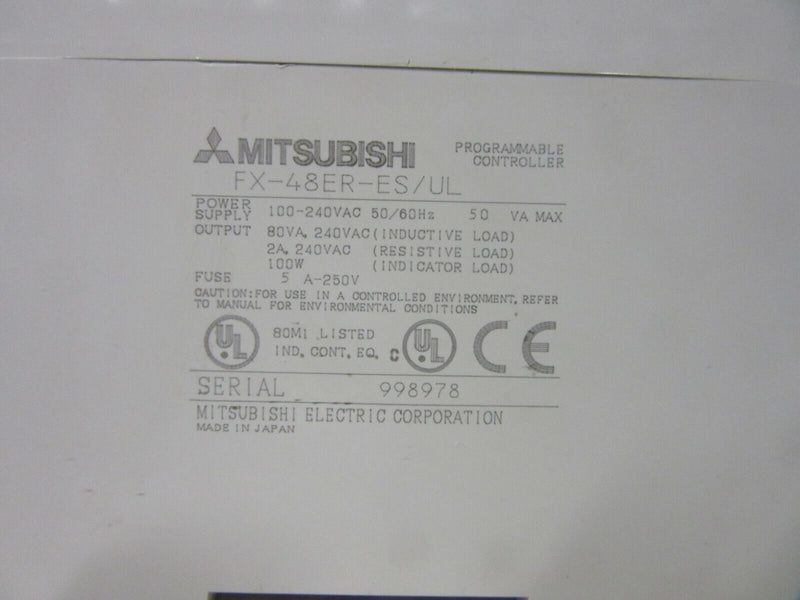 MITSUBISHI PROGRAMMABLE CONTROLLER
FX-48ER-ES/UL
POWER SUPPLY 100-240VAC 50/60Hz 50 VA MAX
OUTPUT 80VA, 240VAC (INDUCTIVE LOAD)
2A, 240VAC (RESISTIVE LOAD)
100W (INDICATOR LOAD)
FUSE 5 A-250V
CAUTION:FOR USE IN A CONTROLLED ENVIRONMENT, REFER
TO MANUAL FOR ENVIRONMENTAL CONDITIONS
UL 80M1 LISTED C UL CE
IND. CONT. EQ.
SERIAL 998978
MITSUBISHI ELECTRIC CORPORATION
MADE IN JAPAN